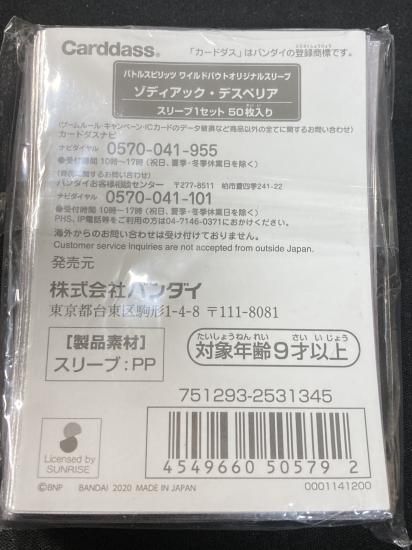 Carddass® 「カードダス」はバンダイの登録商標です。
バトルスピリッツ ワイルドバウトオリジナルスリーブ
ゾディアック・デスペリア
スリーブ1セット 50枚入り
(ゲームルール・キャンペーン・ICカードのデータ破損など商品以外の全てに関するお問い合わせ)
カードダスナビ
ナビダイヤル 0570-041-955
●受付時間 10時〜17時(祝日、夏季・冬季休業日を除く)
(商品に関するお問い合わせ)
バンダイお客様相談センター 〒277-8511 柏市豊四季241-22
ナビダイヤル 0570-041-101
●受付時間 10時〜17時(祝日、夏季・冬季休業日を除く)
PHS、IP電話等をご利用の方は04-7146-0371におかけください。
海外からのお問い合わせは受け付けておりません。
Customer service inquiries are not accepted from outside Japan.
発売元
株式会社バンダイ
東京都台東区駒形1-4-8 〒111-8081
【製品素材】
スリーブ:PP
たいしょうねんれい さいいじょう
対象年齢9才以上
751293-2531345
Licensed by
SUNRISE
4549660505792
©BNP BANDAI 2020 MADE IN JAPAN 0001141200